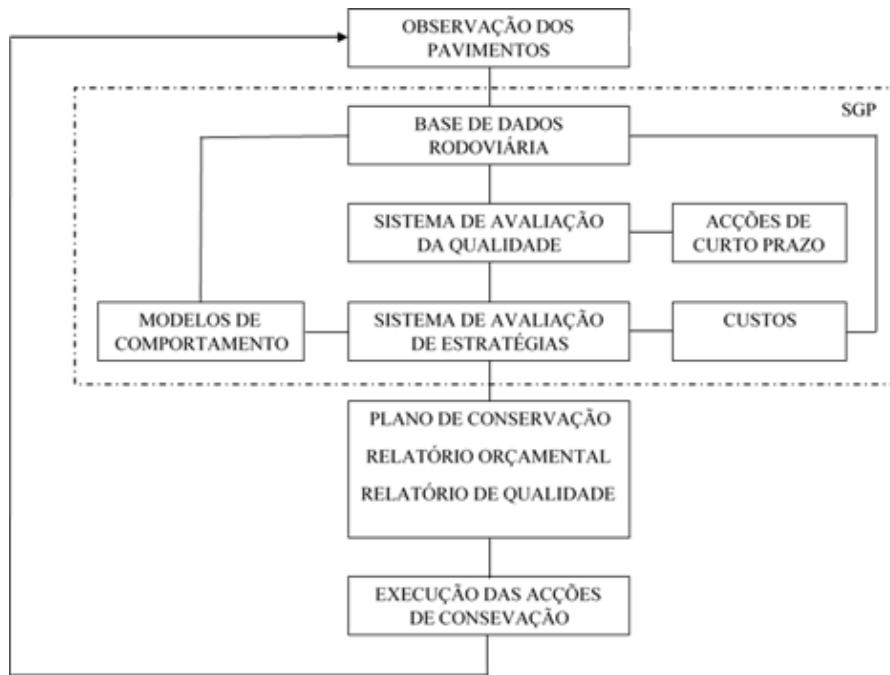 OBSERVAÇÃO DOS
PAVIMENTOS
SGP
BASE DE DADOS
RODOVIÁRIA
SISTEMA DE AVALIAÇÃO
DA QUALIDADE
ACÇÕES DE
CURTO PRAZO
MODELOS DE
COMPORTAMENTO
SISTEMA DE AVALIAÇÃO
DE ESTRATÉGIAS
CUSTOS
PLANO DE CONSERVAÇÃO
RELATÓRIO ORÇAMENTAL
RELATÓRIO DE QUALIDADE
EXECUÇÃO DAS ACÇÕES
DE CONSEVAÇÃO